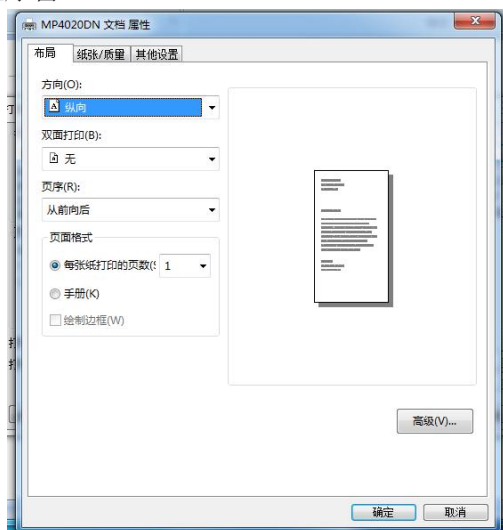 MP4020DN 文档 属性
布局 纸张/质量 其他设置
方向(O):
纵向
双面打印(B):
无
页序(R):
从前向后
页面格式
每张纸打印的页数(S 1
手册(K)
绘制边框(W)
高级(V)...
确定 取消